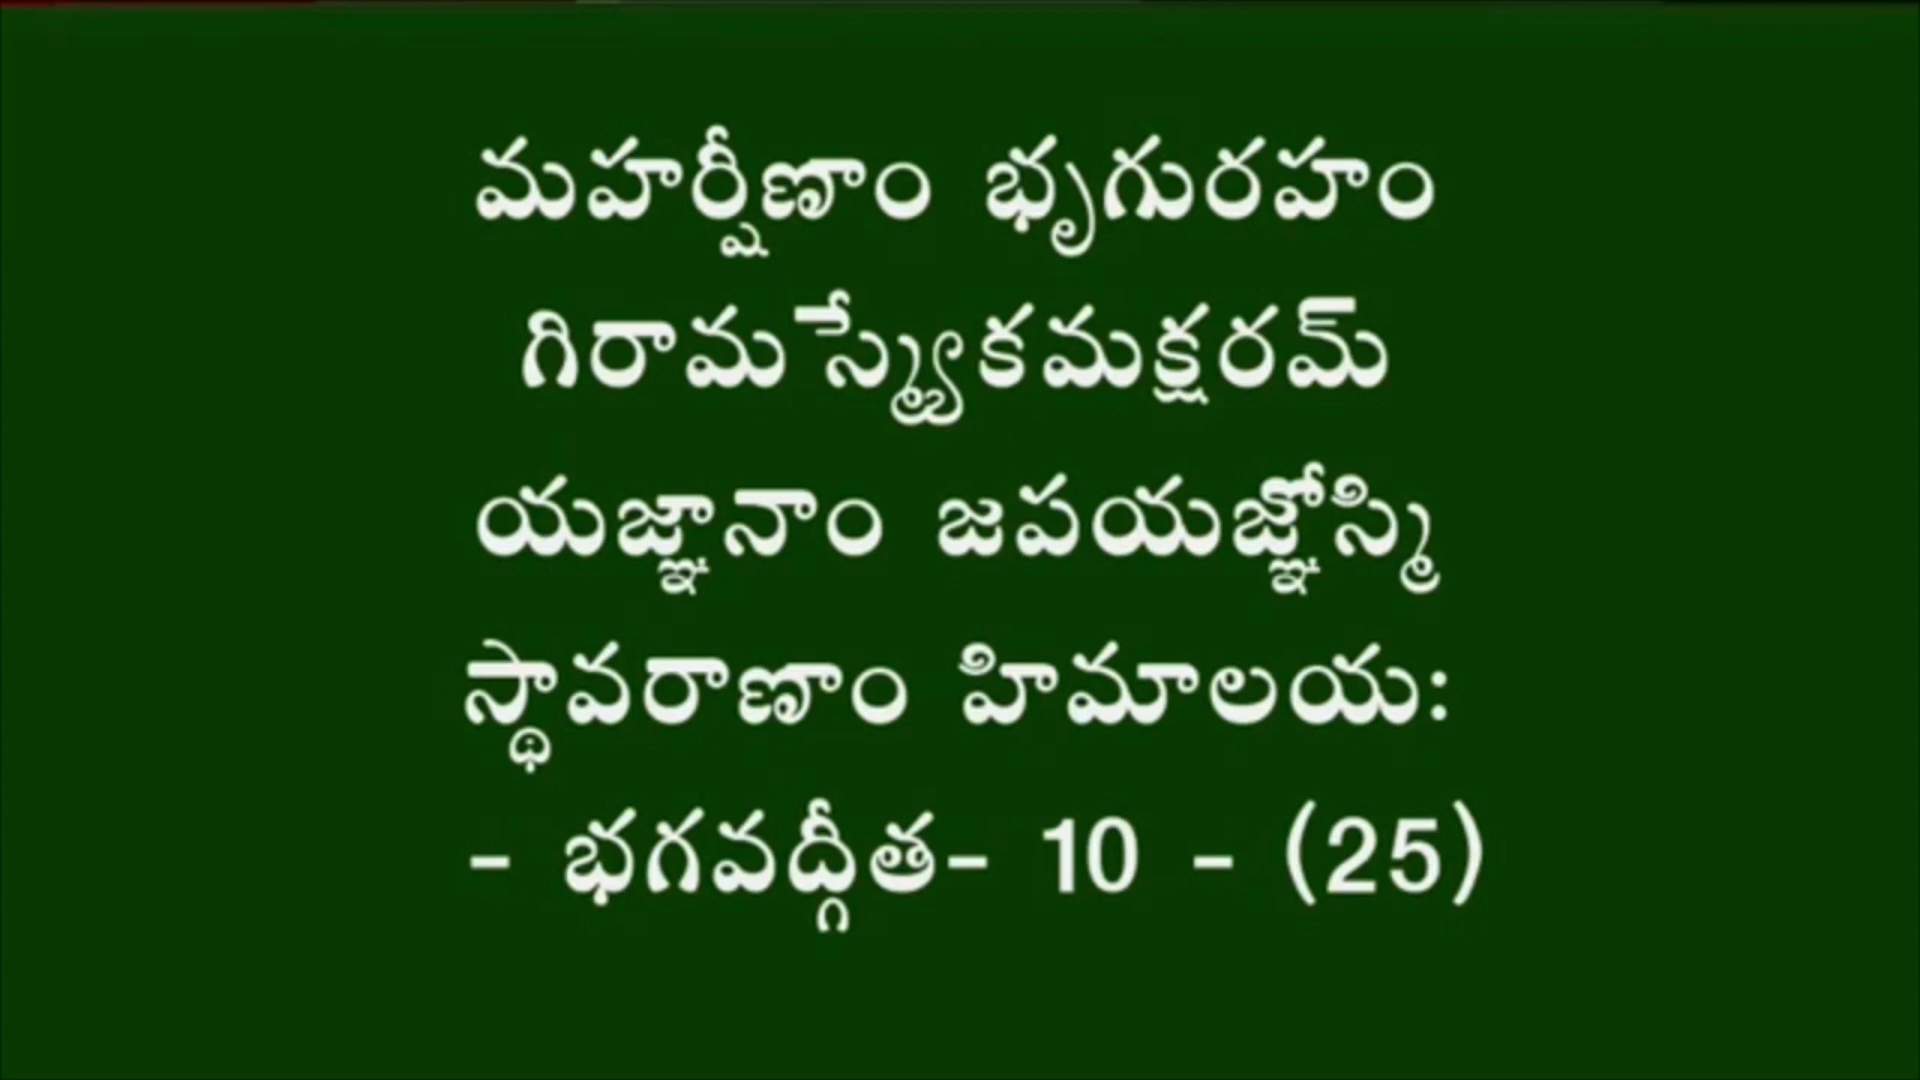 మహర్షీణాం భృగురహం
గిరామస్మ్యేకమక్షరమ్
యజ్ఞానాం జపయజ్ఞోస్మి
స్థావరాణాం హిమాలయః
- భగవద్గీత- 10 - (25)